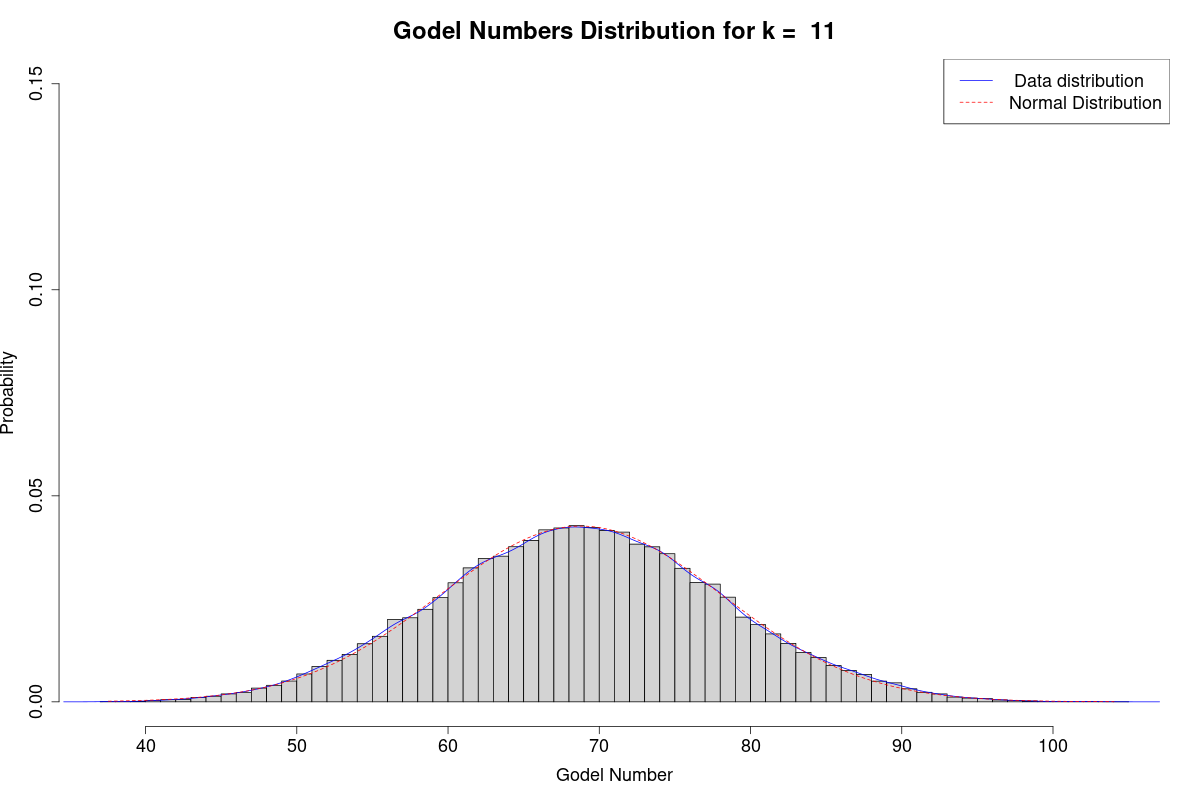 Godel Numbers Distribution for k =  11
Data distribution
Normal Distribution
Probability
0.15
0.10
0.05
0.00
40 50 60 70 80 90 100
Godel Number